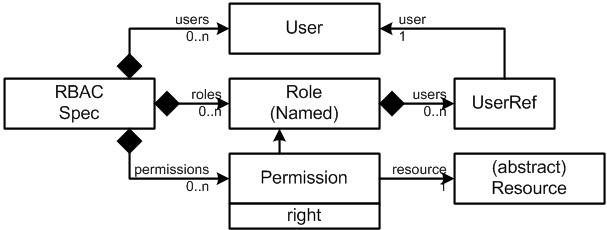 users
0..n
User
user
1
RBAC
Spec
roles
0..n
Role
(Named)
users
0..n
UserRef
permissions
0..n
Permission
right
resource
1
(abstract)
Resource